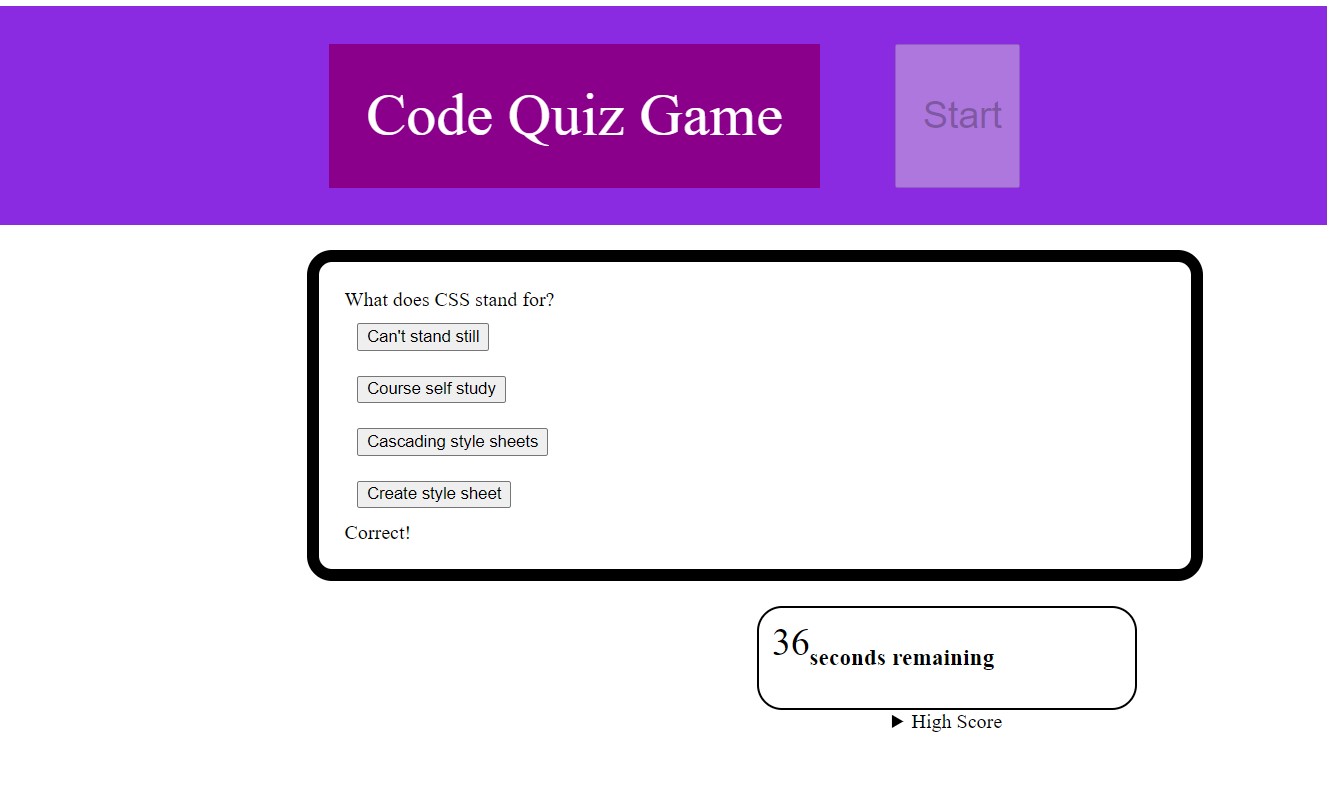 Code Quiz Game
Start
What does CSS stand for?
Can't stand still
Course self study
Cascading style sheets
Create style sheet
Correct!
36 seconds remaining
High Score